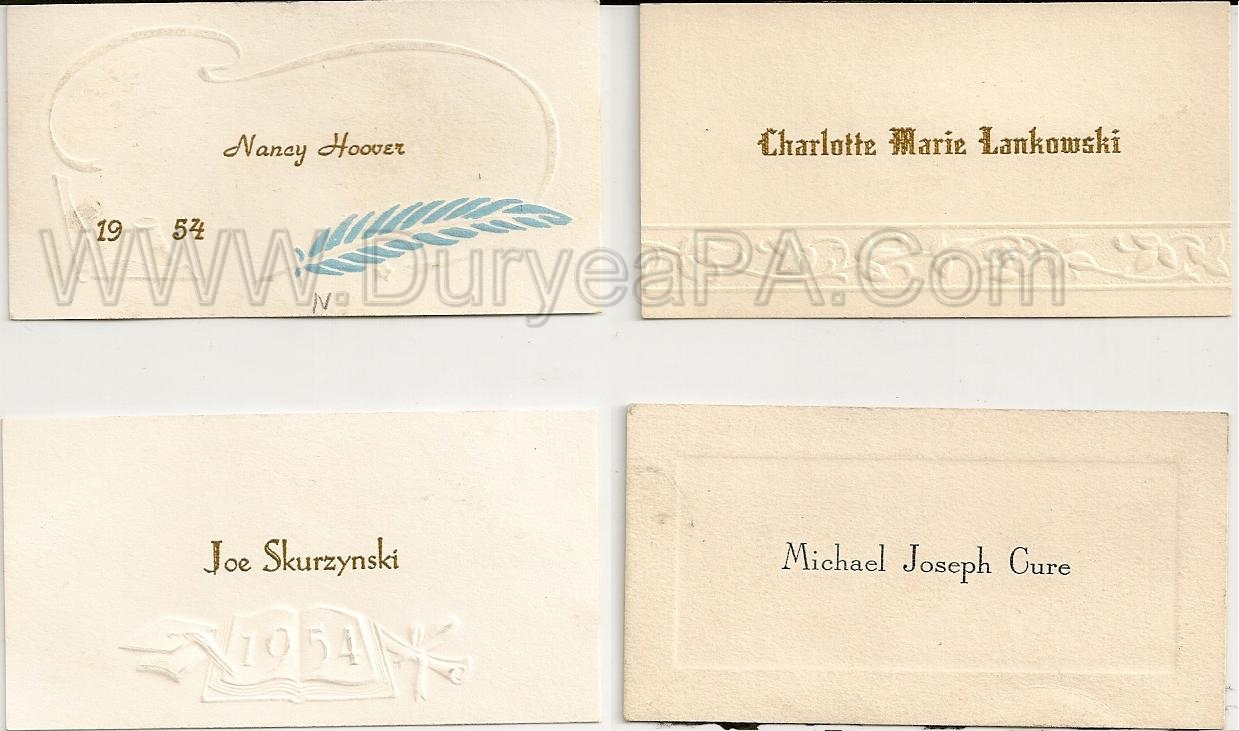 Nancy Hoover
19 54
N
Charlotte Marie Lankowski
WWW.DuryeaPA.Com
Joe Skurzynski
1954
Michael Joseph Cure